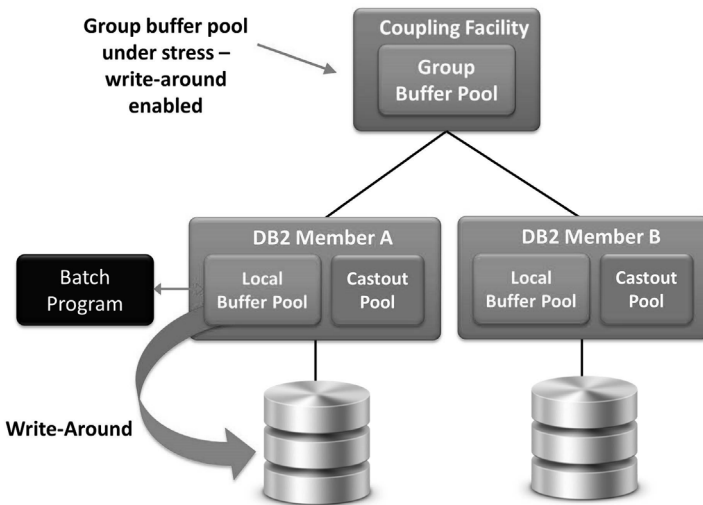 Group buffer pool
under stress –
write-around
enabled
Coupling Facility
Group
Buffer Pool
DB2 Member A
Local
Buffer Pool
Castout
Pool
DB2 Member B
Local
Buffer Pool
Castout
Pool
Batch
Program
Write-Around